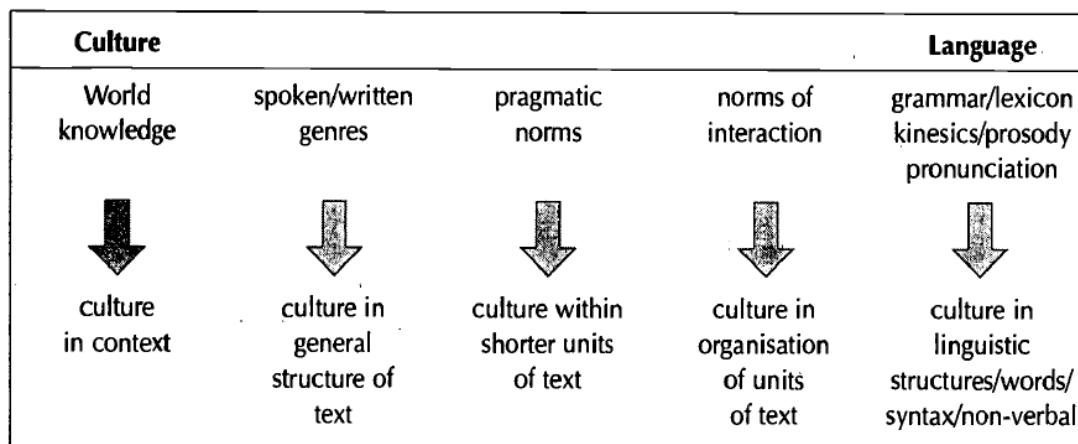 Culture Language
World knowledge
spoken/written genres
pragmatic norms
norms of interaction
grammar/lexicon kinesics/prosody pronunciation
culture in context
culture in general structure of text
culture within shorter units of text
culture in organisation of units of text
culture in linguistic structures/words/ syntax/non-verbal